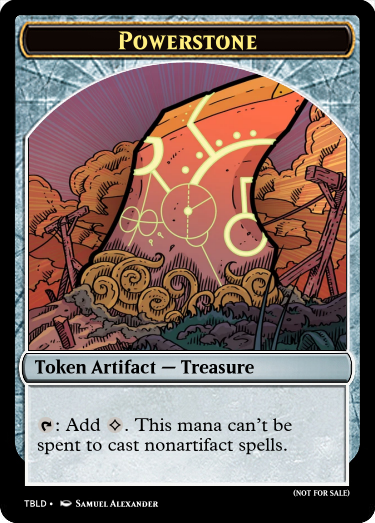 POWERSTONE
Token Artifact — Treasure
: Add . This mana can't be
spent to cast nonartifact spells.
(NOT FOR SALE)
TBLD • SAMUEL ALEXANDER